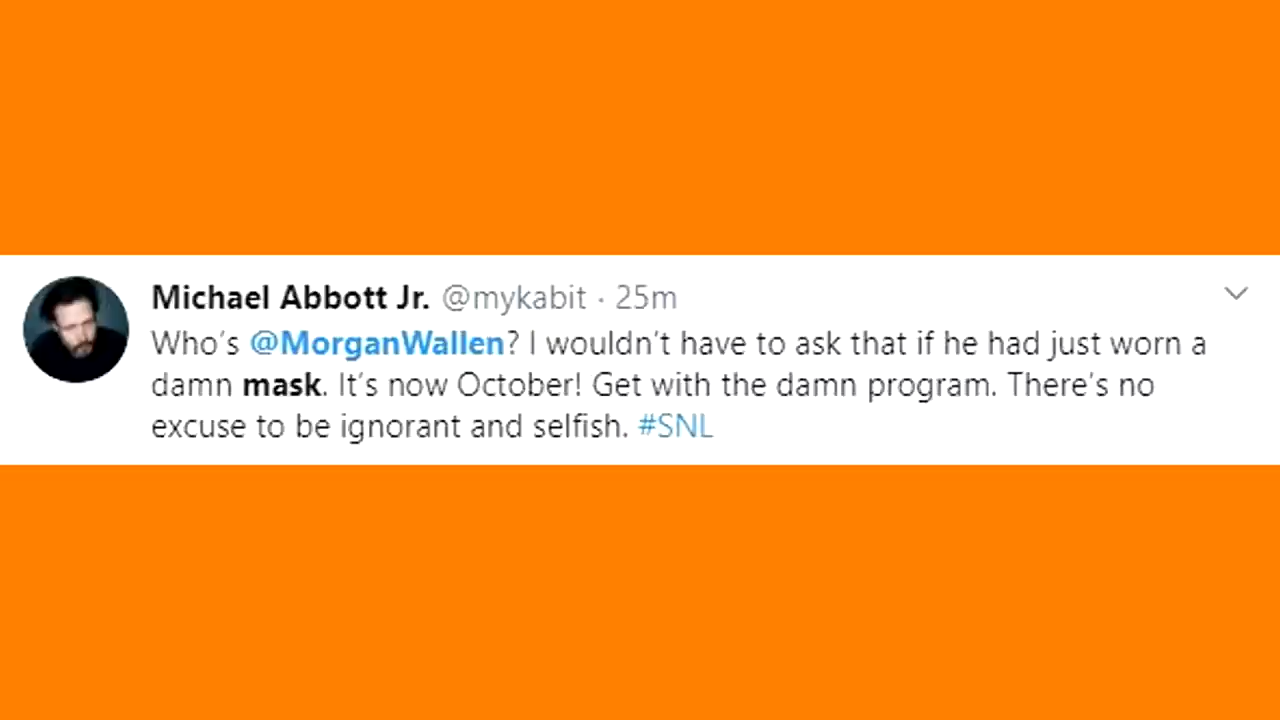 Michael Abbott Jr. @mykabit · 25m
Who's @MorganWallen? I wouldn't have to ask that if he had just worn a
damn mask. It's now October! Get with the damn program. There's no
excuse to be ignorant and selfish. #SNL